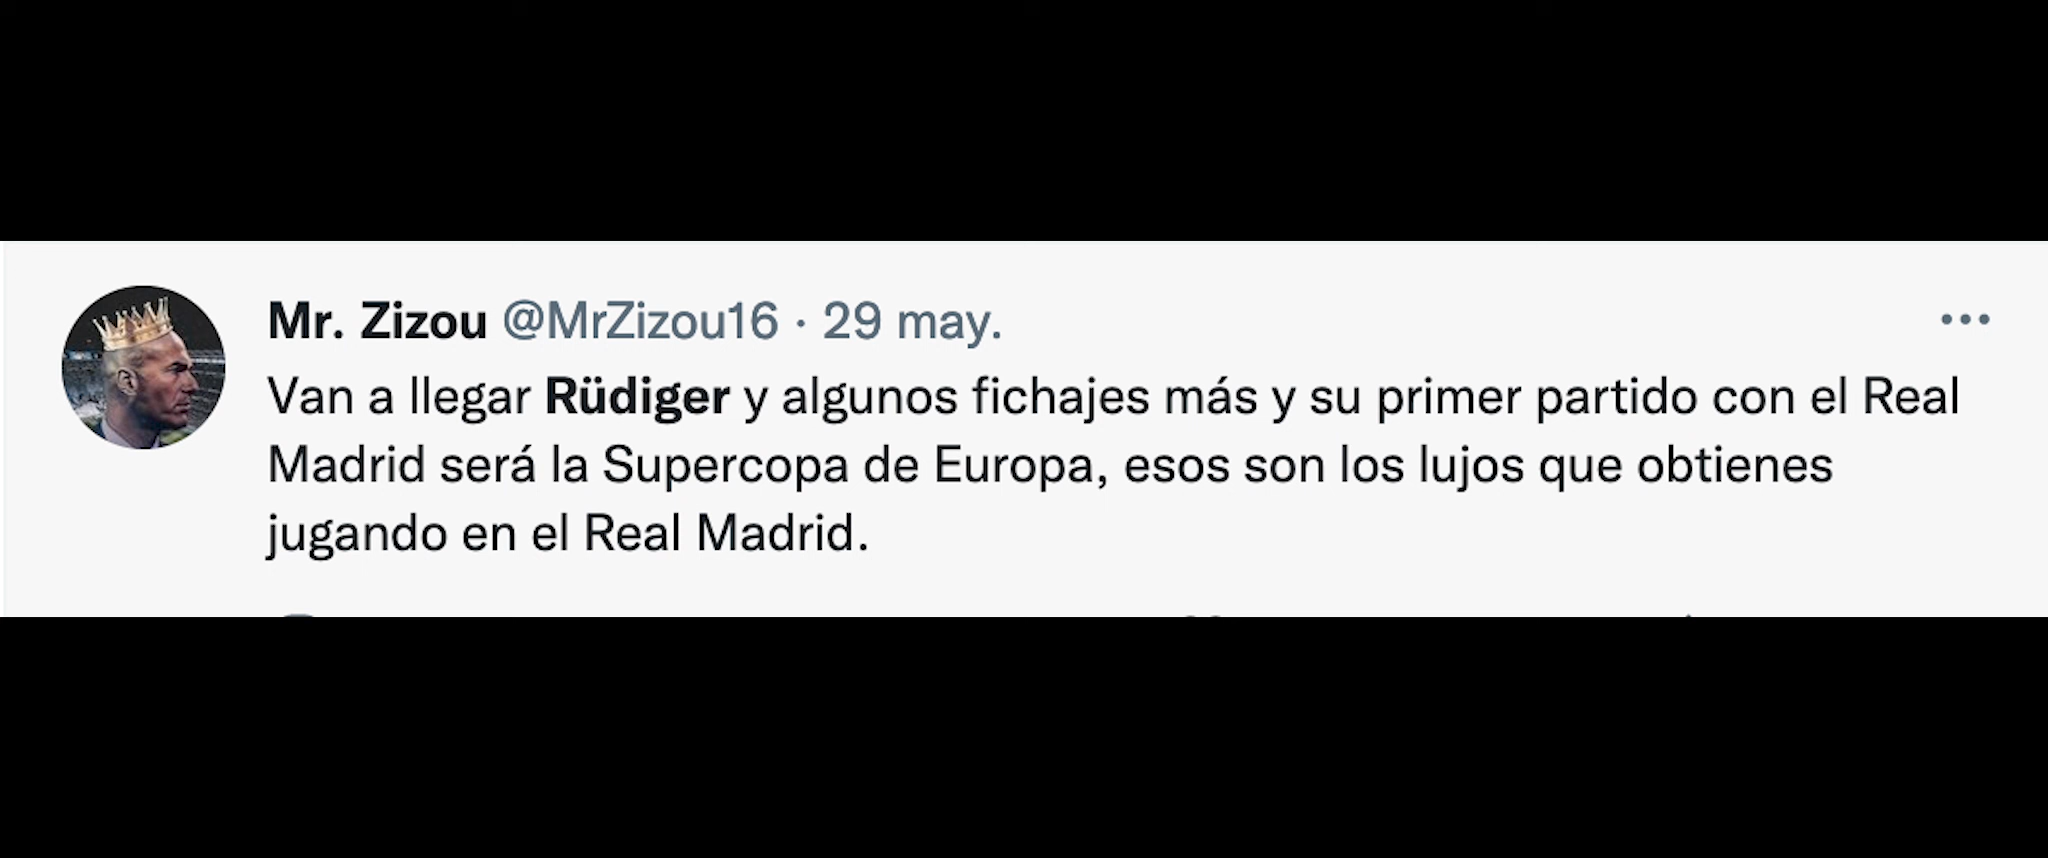 Mr. Zizou @MrZizou16 · 29 may.
Van a llegar Rüdiger y algunos fichajes más y su primer partido con el Real
Madrid será la Supercopa de Europa, esos son los lujos que obtienes
jugando en el Real Madrid.